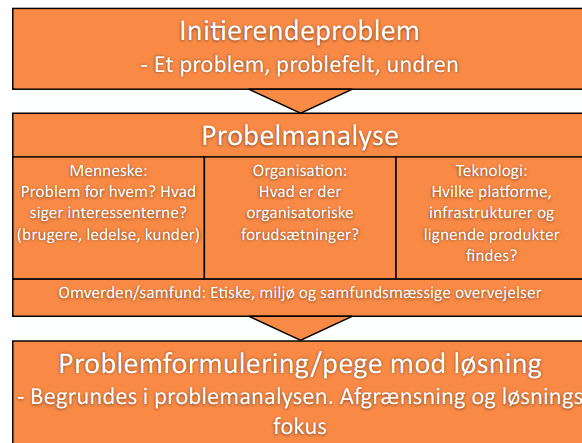 Initierendeproblem
- Et problem, problefelt, undren
Probelmanalyse
Menneske:
Problem for hvem? Hvad
siger interessenterne?
(brugere, ledelse, kunder)
Organisation:
Hvad er der
organisatoriske
forudsætninger?
Teknologi:
Hvilke platforme,
infrastrukturer og
lignende produkter
findes?
Omverden/samfund: Etiske, miljø og samfundsmæssige overvejelser
Problemformulering/pege mod løsning
- Begrundes i problemanalysen. Afgrænsning og løsnings
fokus